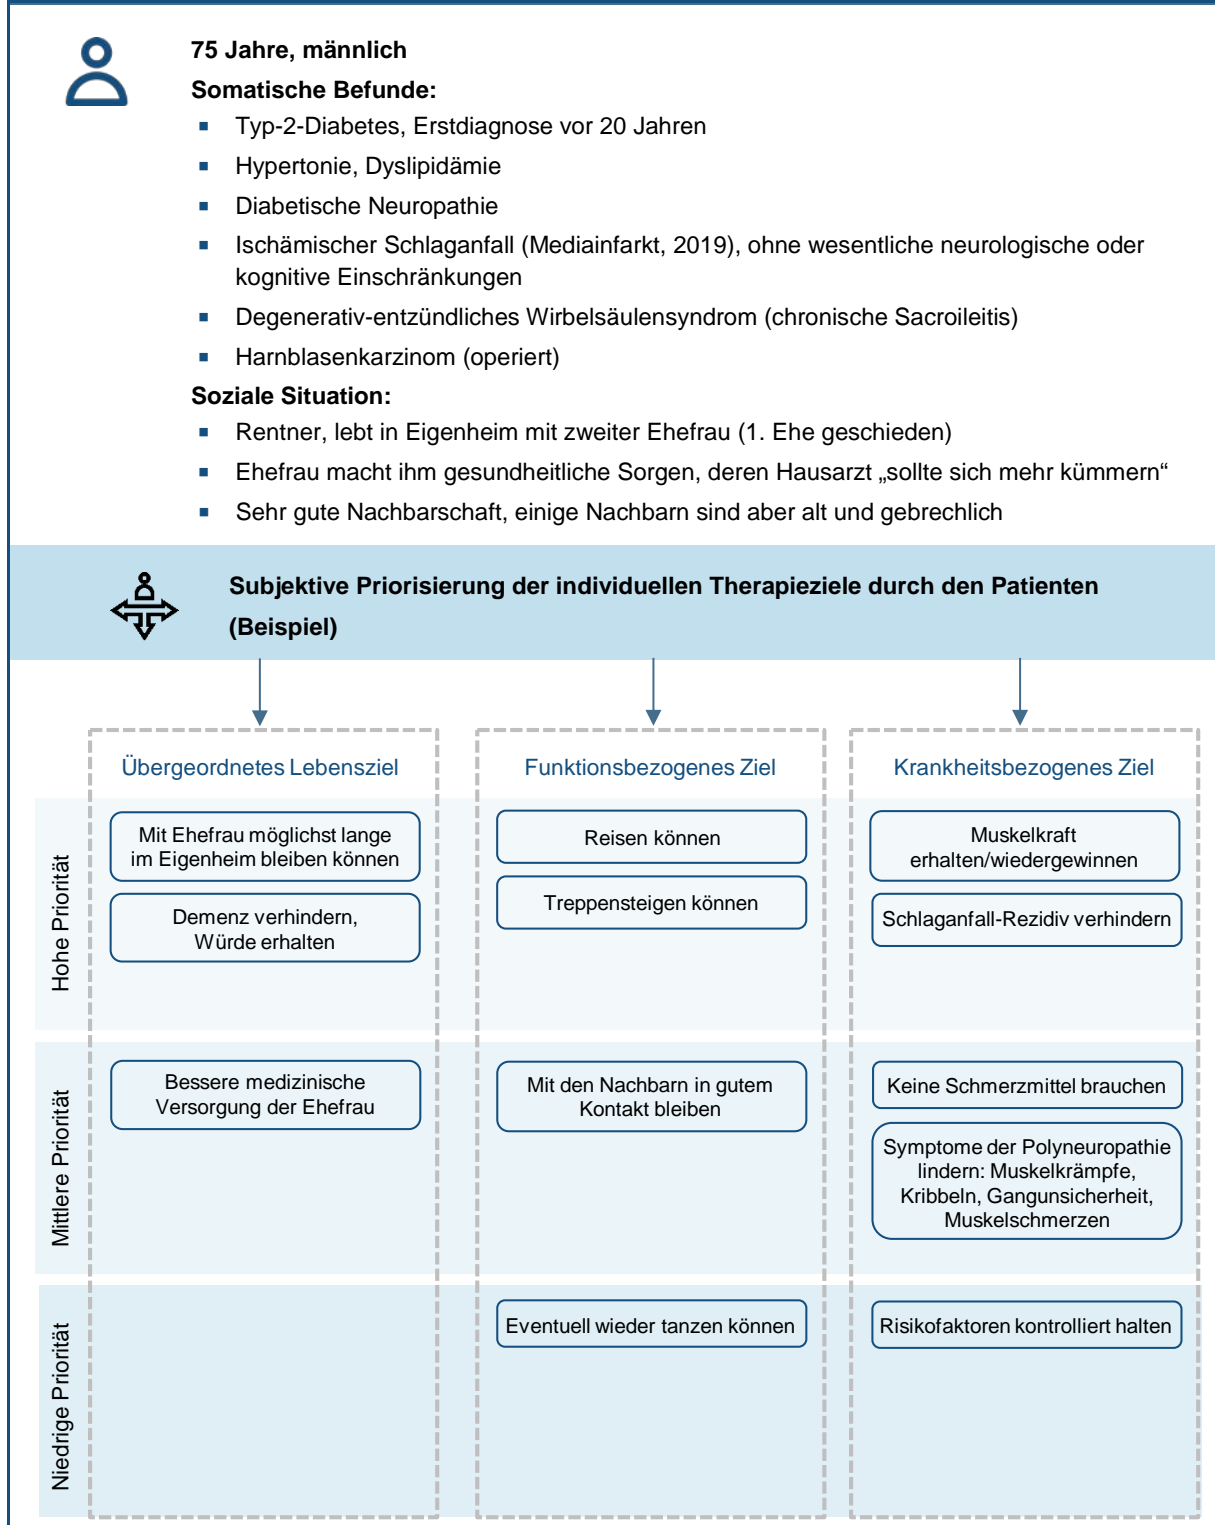 75 Jahre, männlich
Somatische Befunde:
▪ Typ-2-Diabetes, Erstdiagnose vor 20 Jahren
▪ Hypertonie, Dyslipidämie
▪ Diabetische Neuropathie
▪ Ischämischer Schlaganfall (Mediainfarkt, 2019), ohne wesentliche neurologische oder
kognitive Einschränkungen
▪ Degenerativ-entzündliches Wirbelsäulensyndrom (chronische Sacroileitis)
▪ Harnblasenkarzinom (operiert)
Soziale Situation:
▪ Rentner, lebt in Eigenheim mit zweiter Ehefrau (1. Ehe geschieden)
▪ Ehefrau macht ihm gesundheitliche Sorgen, deren Hausarzt „sollte sich mehr kümmern“
▪ Sehr gute Nachbarschaft, einige Nachbarn sind aber alt und gebrechlich
Subjektive Priorisierung der individuellen Therapieziele durch den Patienten
(Beispiel)
Übergeordnetes Lebensziel
Funktionsbezogenes Ziel
Krankheitsbezogenes Ziel
Hohe Priorität
Mit Ehefrau möglichst lange
im Eigenheim bleiben können
Demenz verhindern,
Würde erhalten
Reisen können
Treppensteigen können
Muskelkraft
erhalten/wiedergewinnen
Schlaganfall-Rezidiv verhindern
Mittlere Priorität
Bessere medizinische
Versorgung der Ehefrau
Mit den Nachbarn in gutem
Kontakt bleiben
Keine Schmerzmittel brauchen
Symptome der Polyneuropathie
lindern: Muskelkrämpfe,
Kribbeln, Gangunsicherheit,
Muskelschmerzen
Niedrige Priorität
Eventuell wieder tanzen können
Risikofaktoren kontrolliert halten